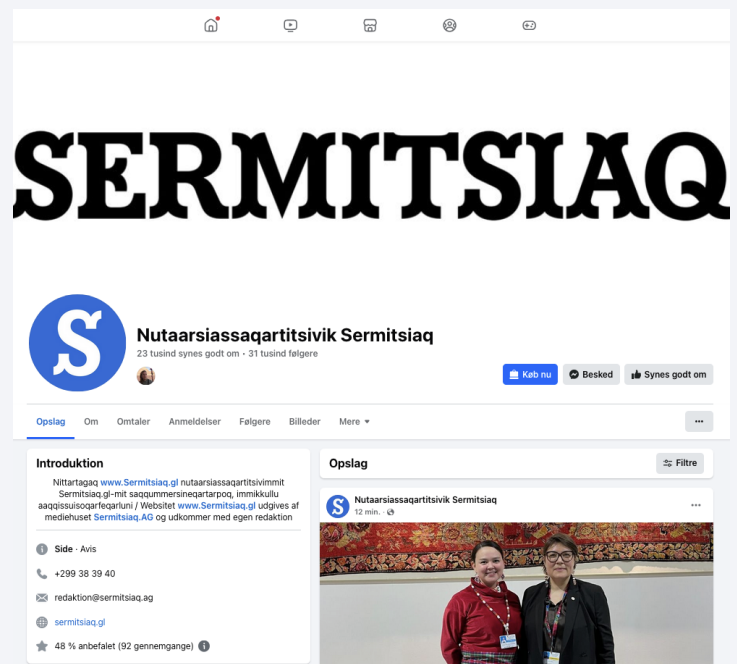 SERMITSIAQ
S
Nutaarsiassaqartitsivik Sermitsiaq
23 tusind synes godt om • 31 tusind følgere
Køb nu
Besked
Synes godt om
Opslag
Om
Omtaler
Anmeldelser
Følgere
Billeder
Mere
Introduktion
Nittartagaq www.Sermitsiaq.gl nutaarsiassaqartitsivimmit
Sermitsiaq.gl-mit saqqummersineqartarpoq, immikkullu
aaqqissuisoqarfeqarluni / Websitet www.Sermitsiaq.gl udgives af
mediehuset Sermitsiaq.AG og udkommer med egen redaktion
Side · Avis
+299 38 39 40
redaktion@sermitsiaq.ag
sermitsiaq.gl
48 % anbefalet (92 gennemgange)
Opslag
Filtre
S
Nutaarsiassaqartitsivik Sermitsiaq
12 min. ·